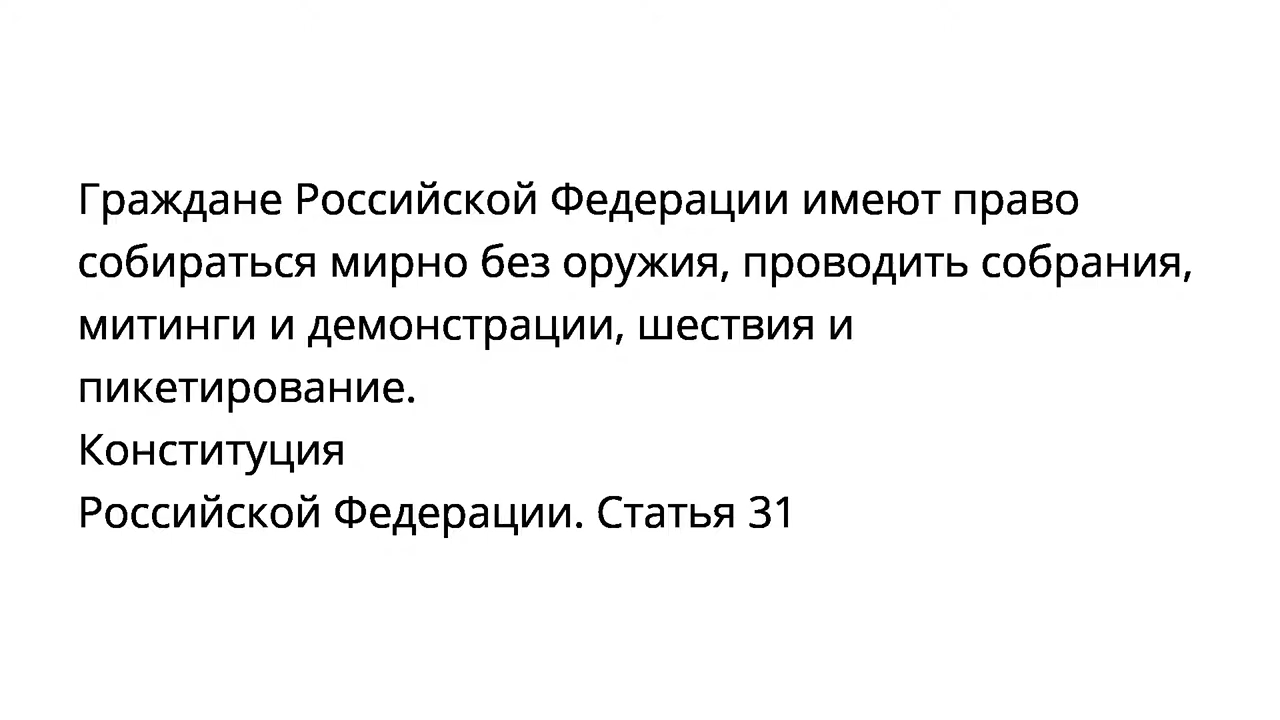 Граждане Российской Федерации имеют право
собираться мирно без оружия, проводить собрания,
митинги и демонстрации, шествия и
пикетирование.
Конституция
Российской Федерации. Статья 31